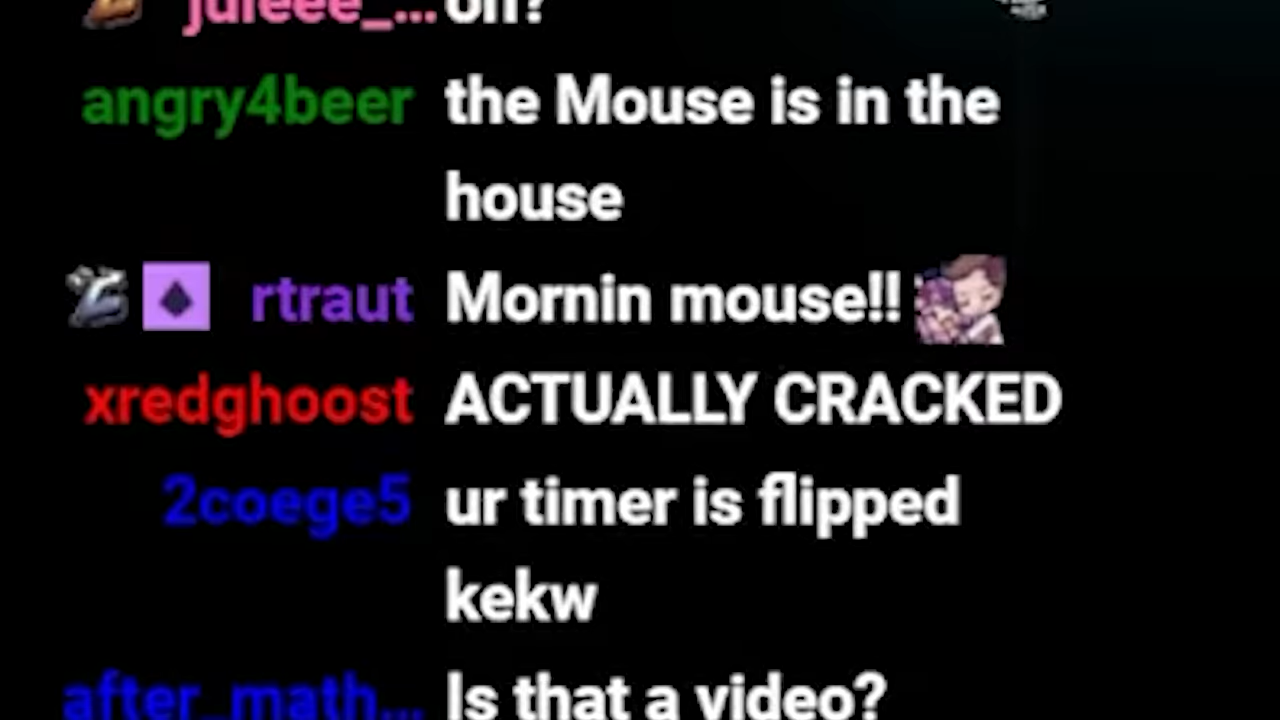 angry4beer the Mouse is in the
house
rtraut Mornin mouse!!
xredghoost ACTUALLY CRACKED
2coege5 ur timer is flipped
kekw
after_math... Is that a video?